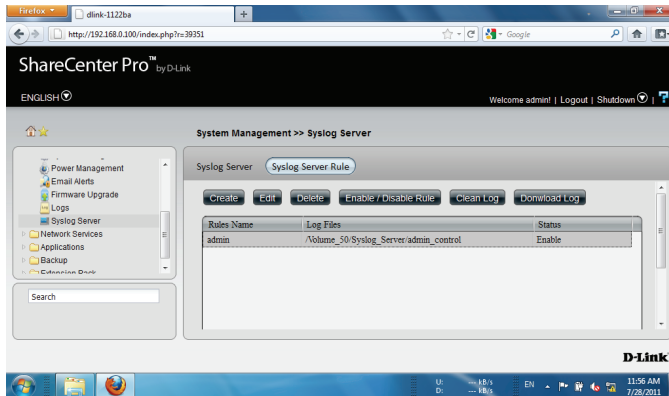 Firefox
dlink-1122ba
http://192.168.0.100/index.php?r=39351
Google
ShareCenter Pro™ by D-Link
ENGLISH
Welcome admin! | Logout | Shutdown | ?
System Management >> Syslog Server
Power Management
Email Alerts
Firmware Upgrade
Logs
Syslog Server
Network Services
Applications
Backup
Extension Pack
Search
Syslog Server Syslog Server Rule
Create Edit Delete Enable / Disable Rule Clean Log Donwload Log
Rules Name Log Files Status
admin /Volume_50/Syslog_Server/admin_control Enable
D-Link
U: --- kB/s
D: --- kB/s
EN
11:56 AM
7/28/2011